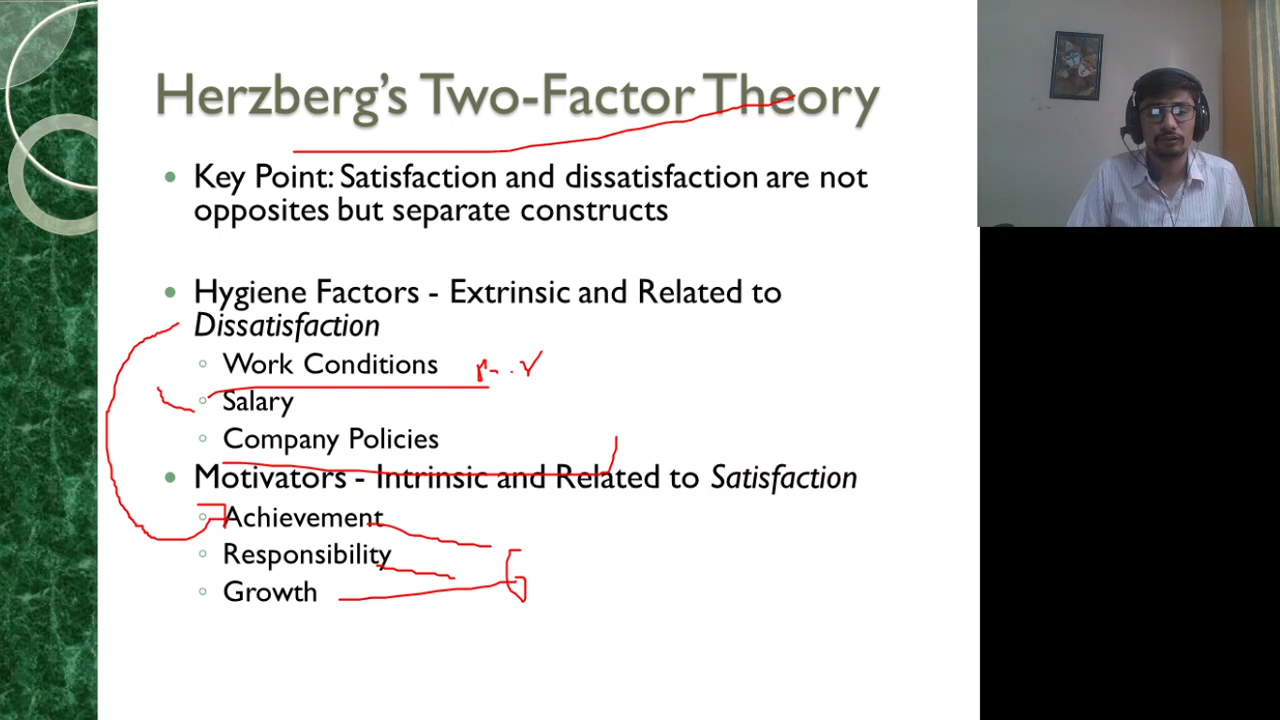 Herzberg's Two-Factor Theory
Key Point: Satisfaction and dissatisfaction are not
opposites but separate constructs
Hygiene Factors - Extrinsic and Related to
Dissatisfaction
Work Conditions
Salary
Company Policies
Motivators - Intrinsic and Related to Satisfaction
Achievement
Responsibility
Growth